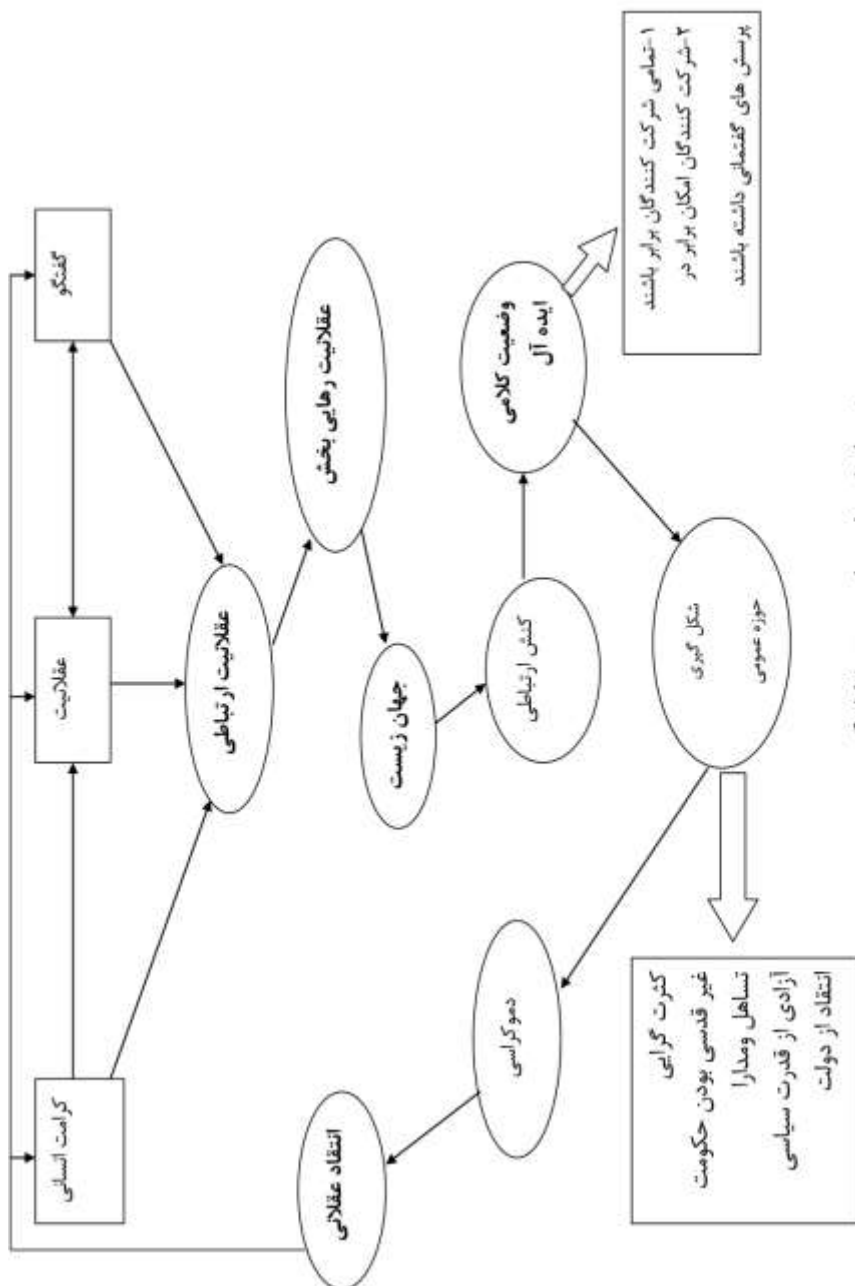 گفتگو
عقلانیت
کرامت انسانی
عقلانیت ارتباطی
عقلانیت رهایی بخش
جهان زیست
کنش ارتباطی
وضعیت کلامی
ایده آل
۱-تمامی شرکت کنندگان برابر باشند
۲-شرکت کنندگان امکان برابر در
پرسش های گفتمانی داشته باشند
شکل گیری
حوزه عمومی
کثرت گرایی
غیر قدسی بودن حکومت
تساهل ومدارا
آزادی از قدرت سیاسی
انتقاد از دولت
دموکراسی
انتقاد عقلانی